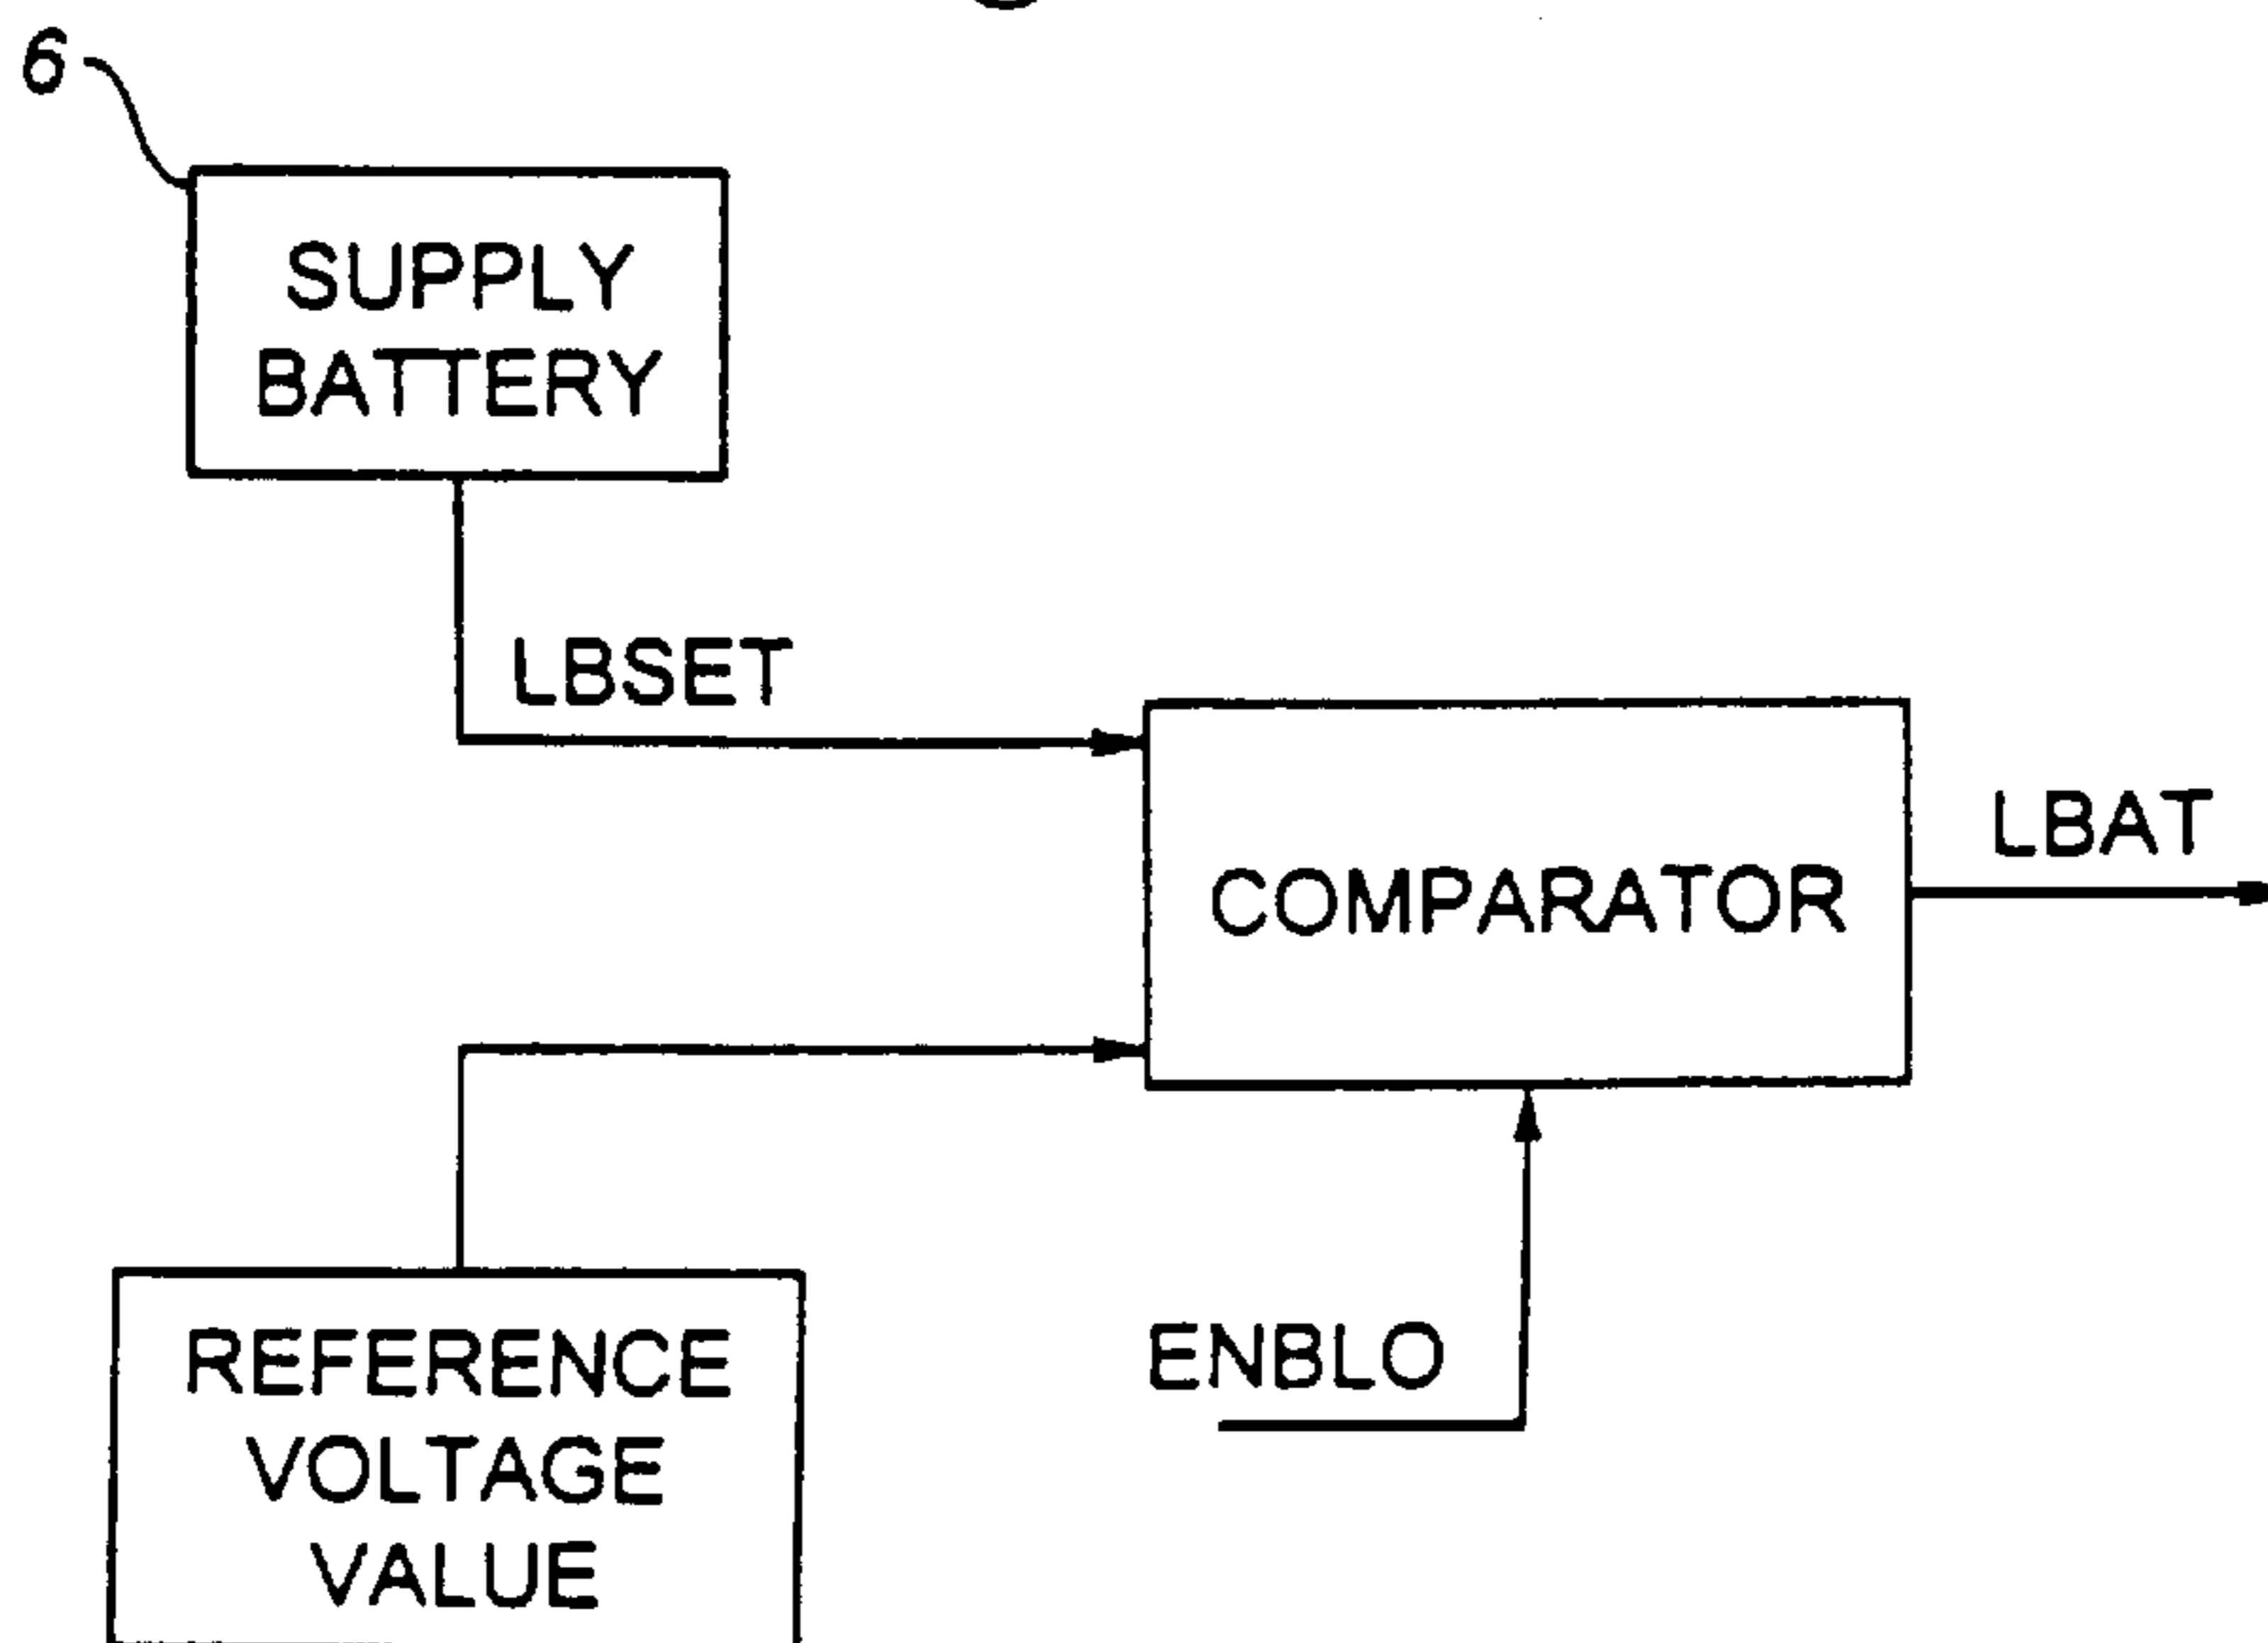 6
SUPPLY
BATTERY
LBSET
COMPARATOR
LBAT
REFERENCE
VOLTAGE
VALUE
ENBLO